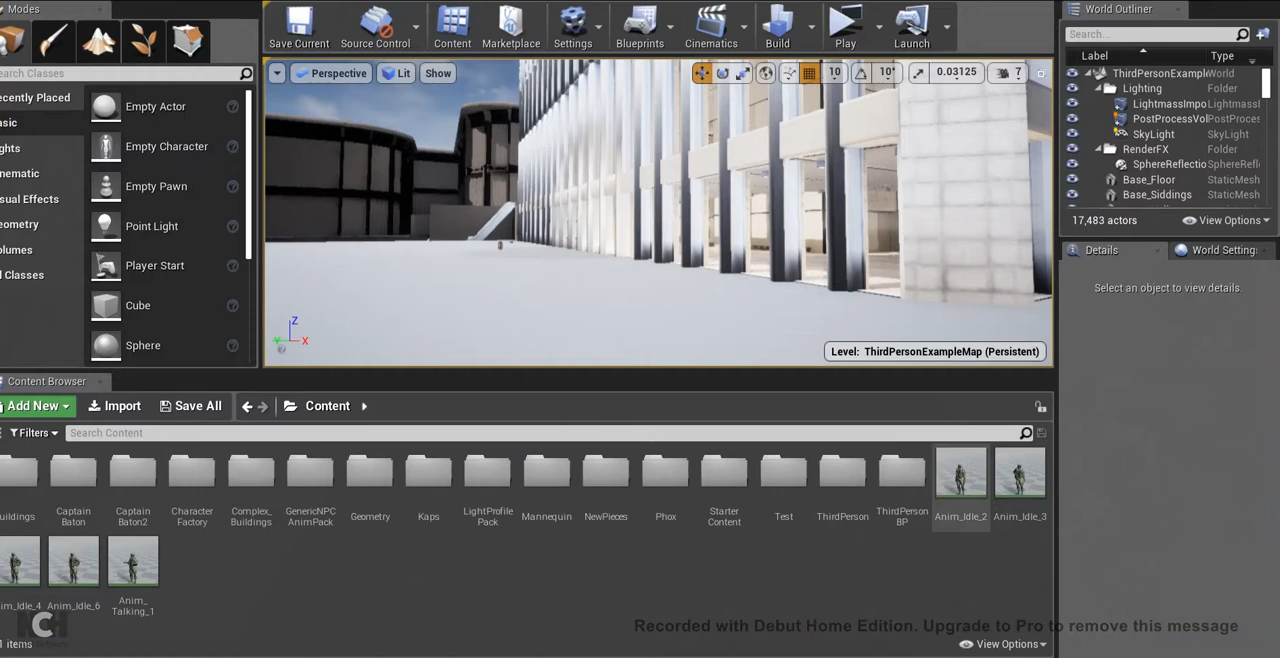 Modes
earch Classes
ecently Placed
asic
ghts
nematic
sual Effects
eometry
olumes
l Classes
Empty Actor
Empty Character
Empty Pawn
Point Light
Player Start
Cube
Sphere
Save Current
Source Control
Content
Marketplace
Settings
Blueprints
Cinematics
Build
Play
Launch
Perspective
Lit
Show
10
10°
0.03125
7
Z
X
Y
Level: ThirdPersonExampleMap (Persistent)
World Outliner
Search...
Label
Type
ThirdPersonExampl World
Lighting Folder
LightmassImpo LightmassI
PostProcessVol PostProces
SkyLight SkyLight
RenderFX Folder
SphereReflectio SphereRefl
Base_Floor StaticMesh
Base_Siddings StaticMesh
17,483 actors
View Options
Details
World Setting
Select an object to view details.
Content Browser
Add New
Import
Save All
Content
Filters
Search Content
uildings
Captain
Baton
Captain
Baton2
Character
Factory
Complex_
Buildings
GenericNPC
AnimPack
Geometry
Kaps
LightProfile
Pack
Mannequin
NewPieces
Phox
Starter
Content
Test
ThirdPerson
ThirdPerson
BP
Anim_Idle_2
Anim_Idle_3
im_Idle_4
Anim_Idle_6
Anim_
Talking_1
NCH
1 items
View Options
Recorded with Debut Home Edition. Upgrade to Pro to remove this message